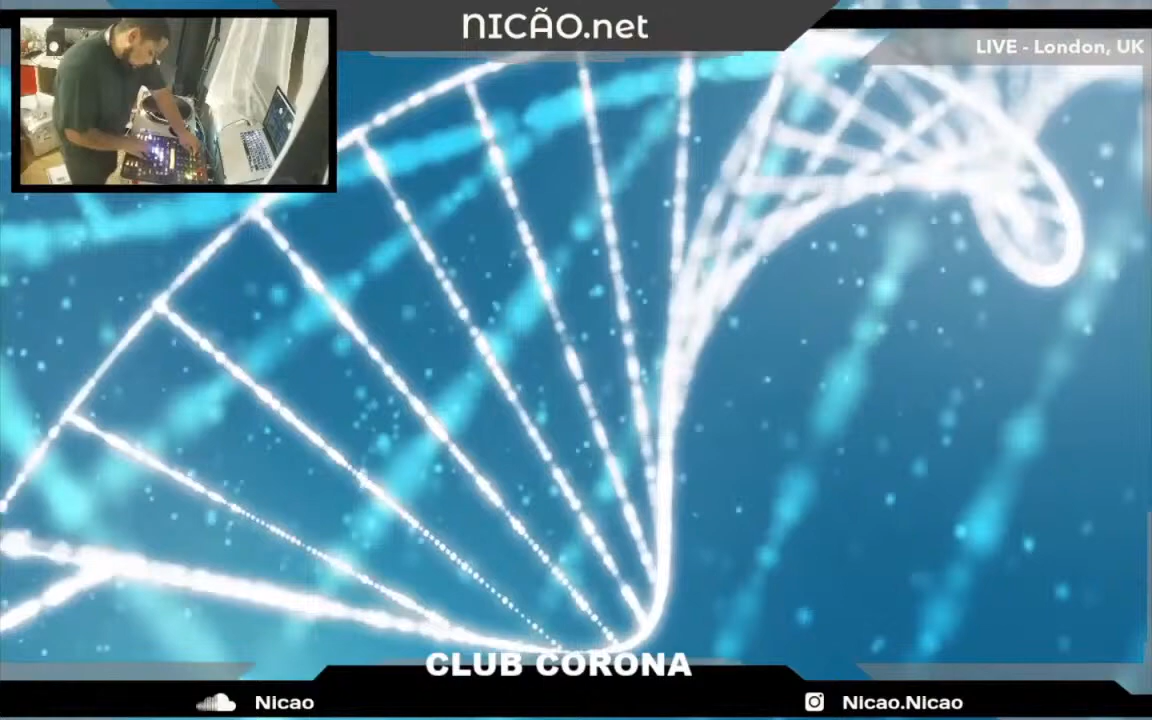 NICÃO.net
LIVE - London, UK
CLUB CORONA
Nicao
Nicao.Nicao